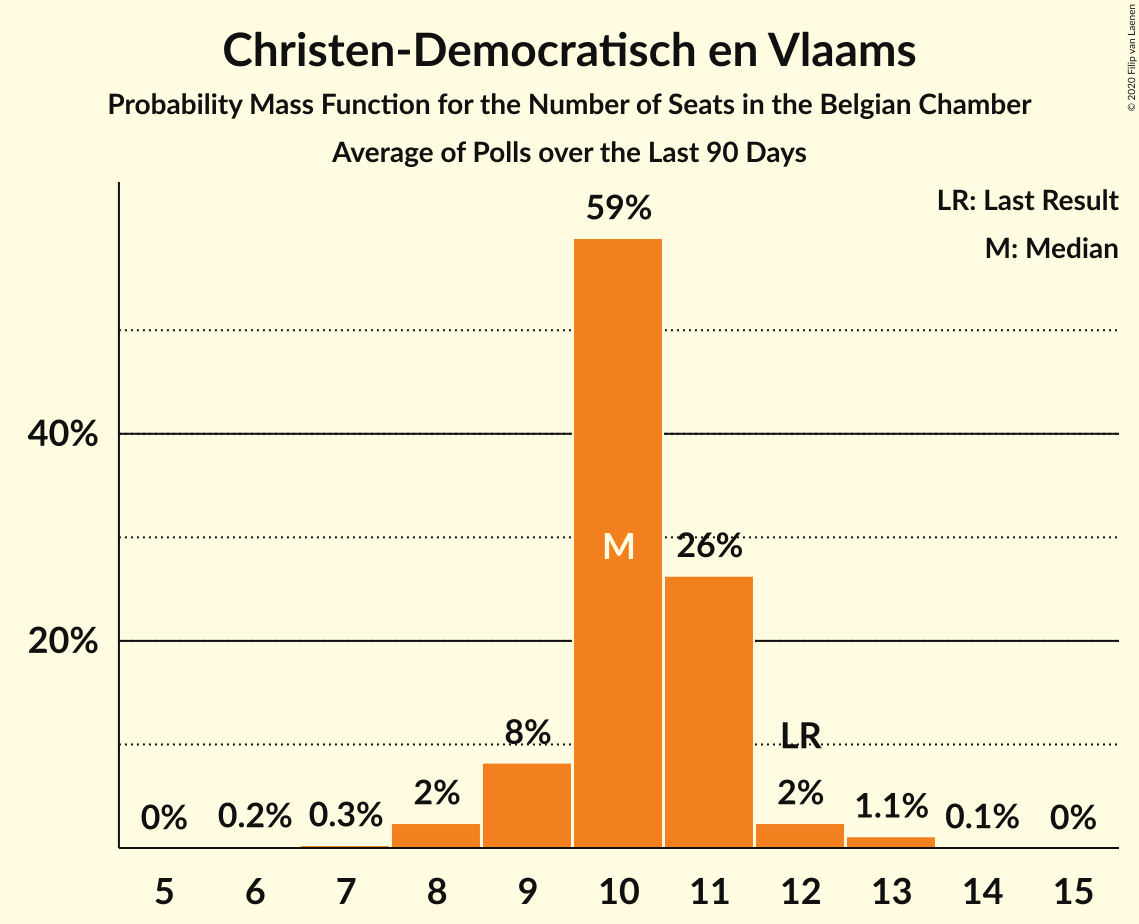 Christen-Democratisch en Vlaams
Probability Mass Function for the Number of Seats in the Belgian Chamber
Average of Polls over the Last 90 Days
© 2020 Filip van Laenen
LR: Last Result
M: Median
59%
40%
M
26%
20%
8%
LR
0%
0.2%
0.3%
2%
2%
1.1%
0.1%
0%
5 6 7 8 9 10 11 12 13 14 15